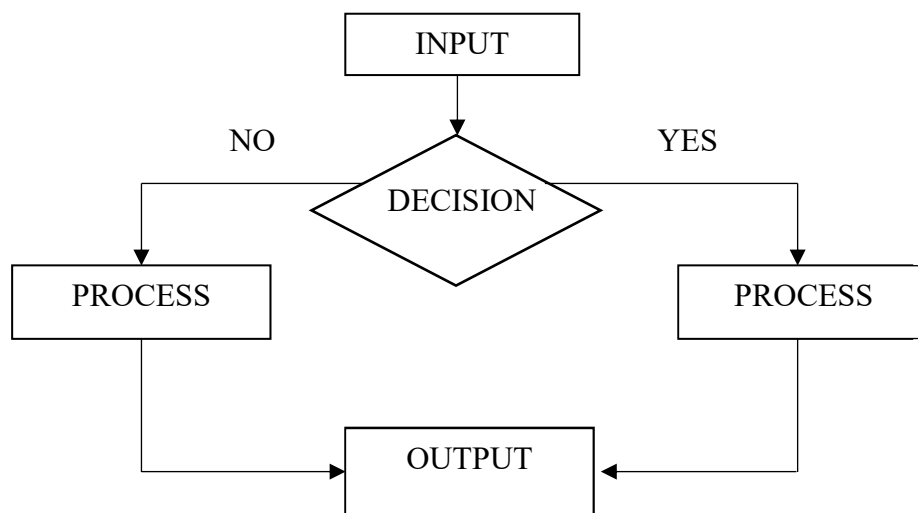 INPUT
NO
YES
DECISION
PROCESS
PROCESS
OUTPUT